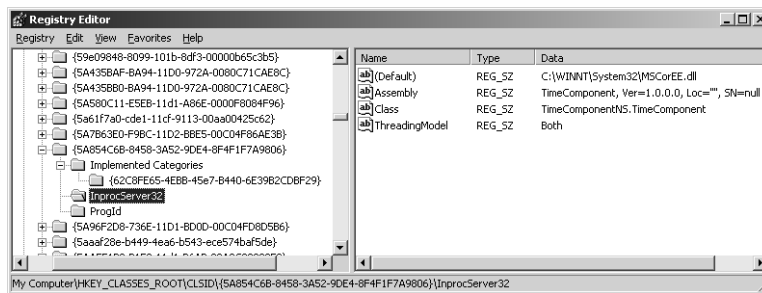 Registry Editor
Registry Edit View Favorites Help
{59e09848-8099-101b-8df3-00000b65c3b5}
{5A435BAF-BA94-11D0-972A-0080C71CAE8C}
{5A435BB0-BA94-11D0-972A-0080C71CAE8C}
{5A580C11-E5EB-11d1-A86E-0000F8084F96}
{5a61f7a0-cde1-11cf-9113-00aa00425c62}
{5A7B63E0-F9BC-11D2-BBE5-00C04F86AE3B}
{5A854C6B-8458-3A52-9DE4-8F4F1F7A9806}
Implemented Categories
{62C8FE65-4EBB-45e7-B440-6E39B2CDBF29}
InprocServer32
ProgId
{5A96F2D8-736E-11D1-BD0D-00C04FD8D5B6}
{5aaaf28e-b449-4ea6-b543-ece574baf5de}
Name Type Data
(Default) REG_SZ C:\WINNT\System32\MSCorEE.dll
Assembly REG_SZ TimeComponent, Ver=1.0.0.0, Loc="", SN=null
Class REG_SZ TimeComponentNS.TimeComponent
ThreadingModel REG_SZ Both
My Computer\HKEY_CLASSES_ROOT\CLSID\{5A854C6B-8458-3A52-9DE4-8F4F1F7A9806}\InprocServer32